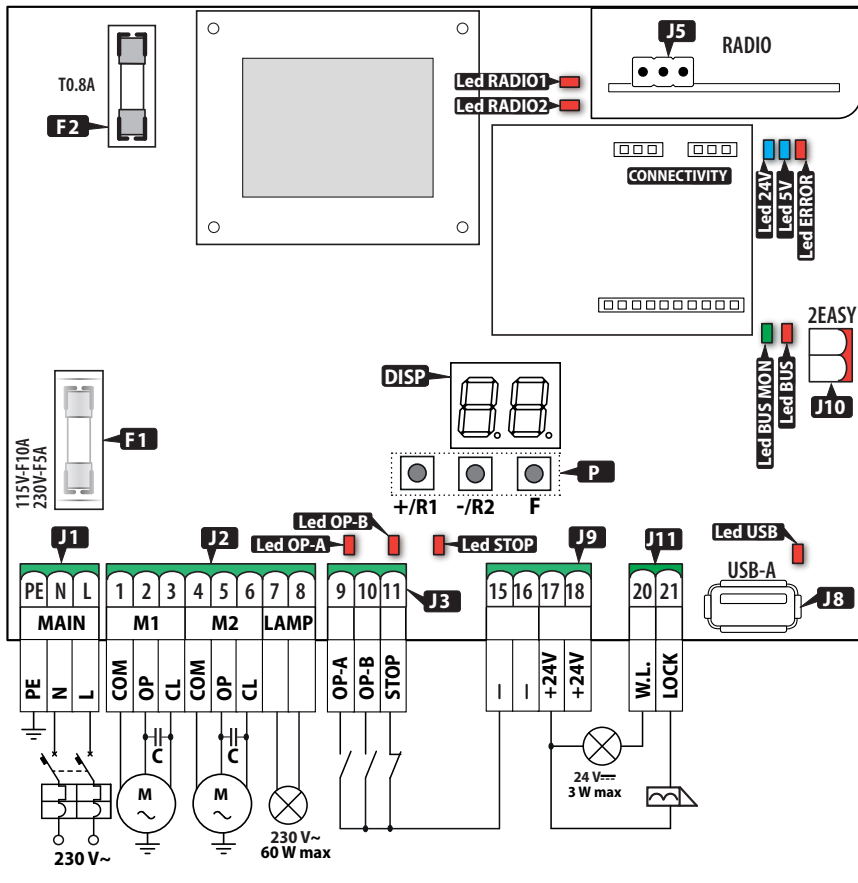 J5
RADIO
T0.8A
F2
Led RADIO1
Led RADIO2
CONNECTIVITY
Led 24V
Led 5V
Led ERROR
2EASY
J10
Led BUS MON
Led BUS
DISP
88
115V-F10A
230V-F5A
F1
P
+/R1
-/R2
F
Led OP-B
Led OP-A
Led STOP
Led USB
J1
J2
J3
J9
J11
USB-A
J8
PE N L
1 2 3 4 5 6 7 8
9 10 11
15 16 17 18
20 21
MAIN
M1
M2
LAMP
PE N L
COM OP CL COM OP CL
OP-A OP-B STOP
– – +24V +24V
W.L. LOCK
C
C
M
~
M
~
24 V⎓
3 W max
230 V~
60 W max
230 V~